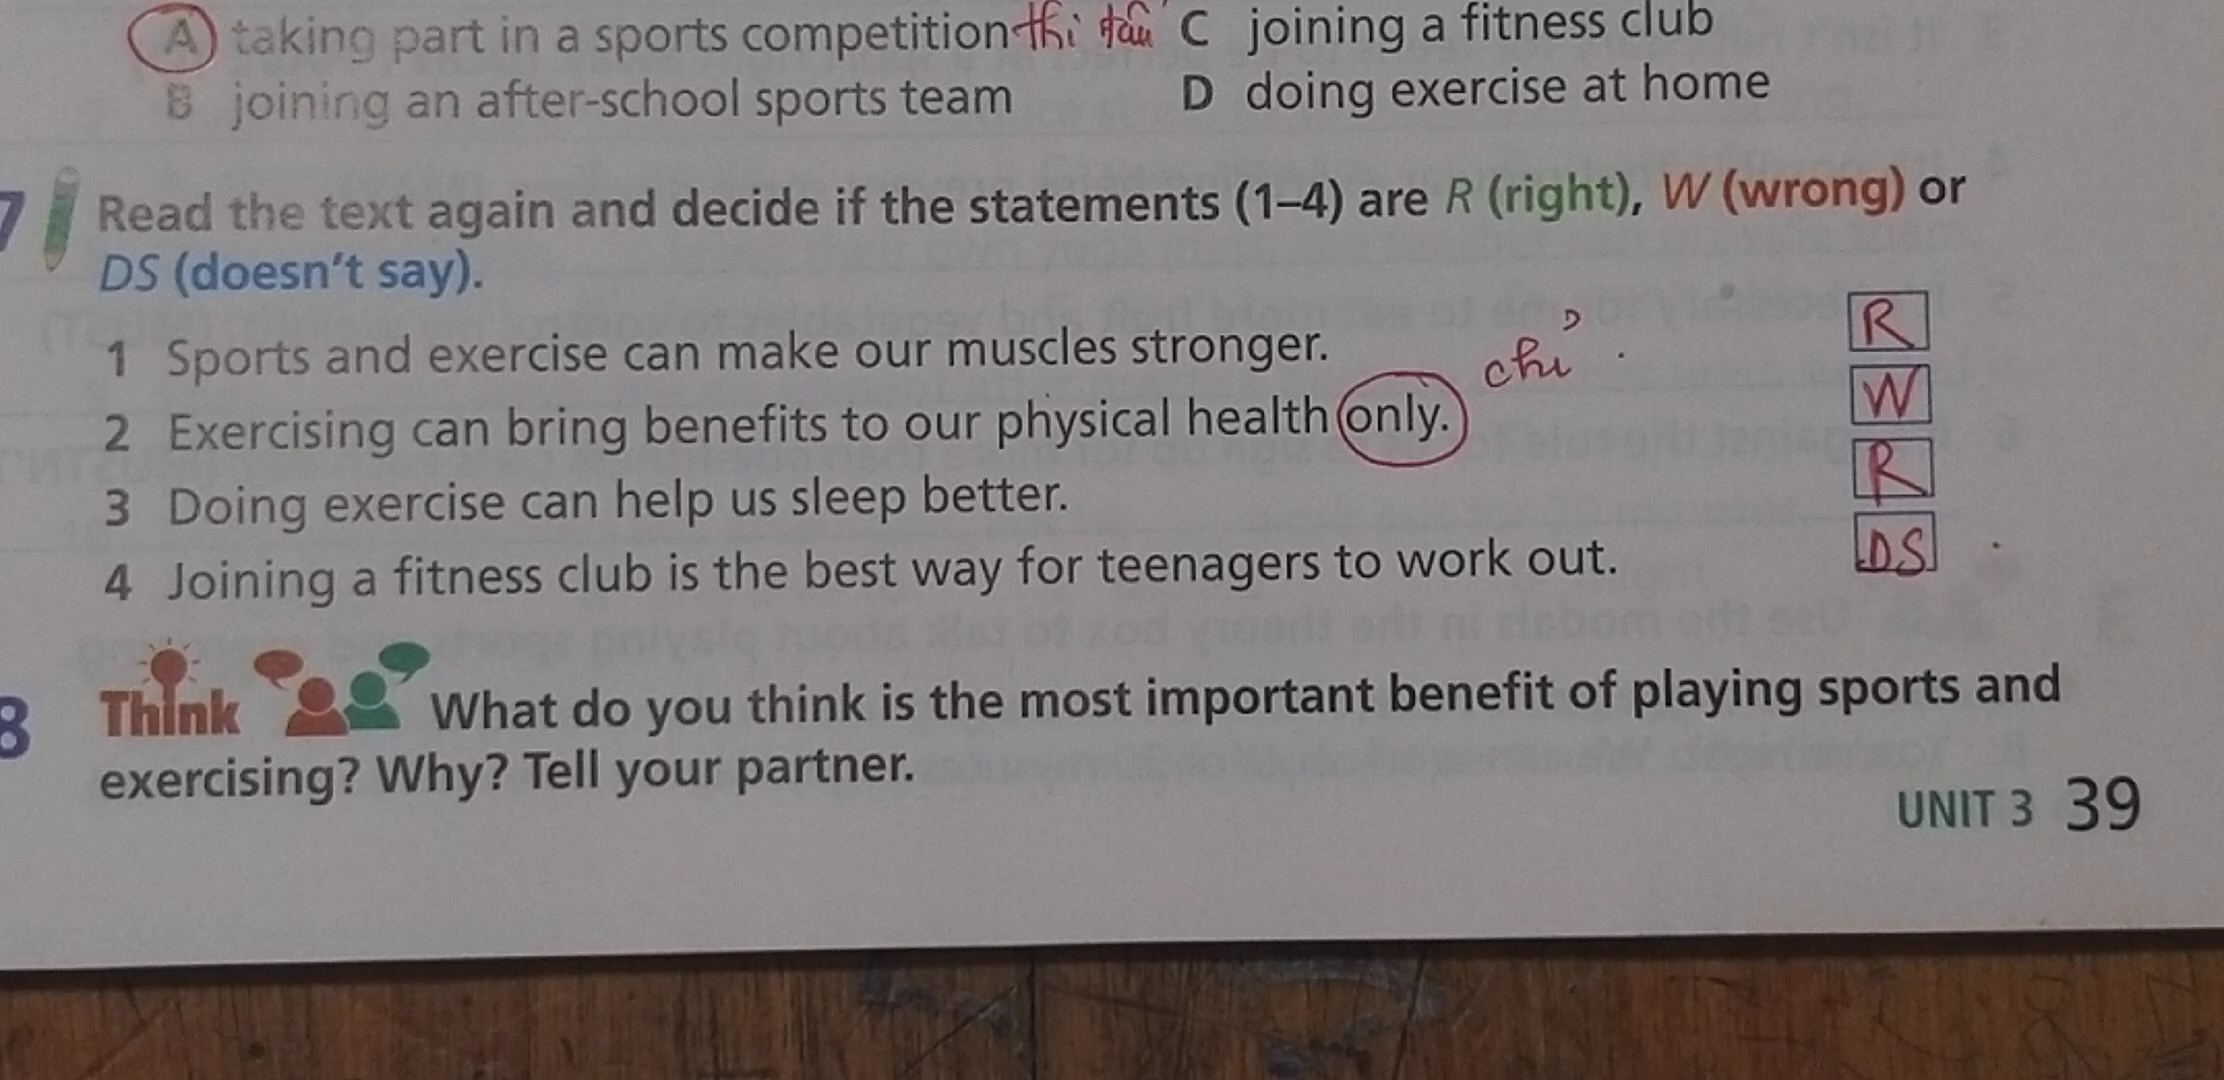 A taking part in a sports competition thi đấu C joining a fitness club
B joining an after-school sports team D doing exercise at home
7 Read the text again and decide if the statements (1–4) are R (right), W (wrong) or
DS (doesn't say).
1 Sports and exercise can make our muscles stronger. R
chỉ
2 Exercising can bring benefits to our physical health only. W
3 Doing exercise can help us sleep better. R
4 Joining a fitness club is the best way for teenagers to work out. DS
8 Think What do you think is the most important benefit of playing sports and
exercising? Why? Tell your partner.
UNIT 3 39